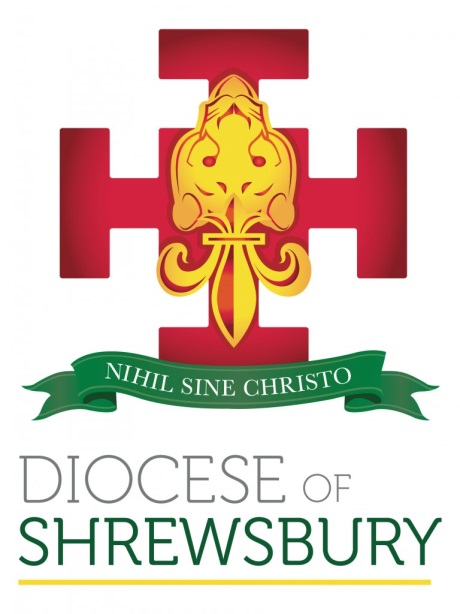 NIHIL SINE CHRISTO
DIOCESE OF
SHREWSBURY